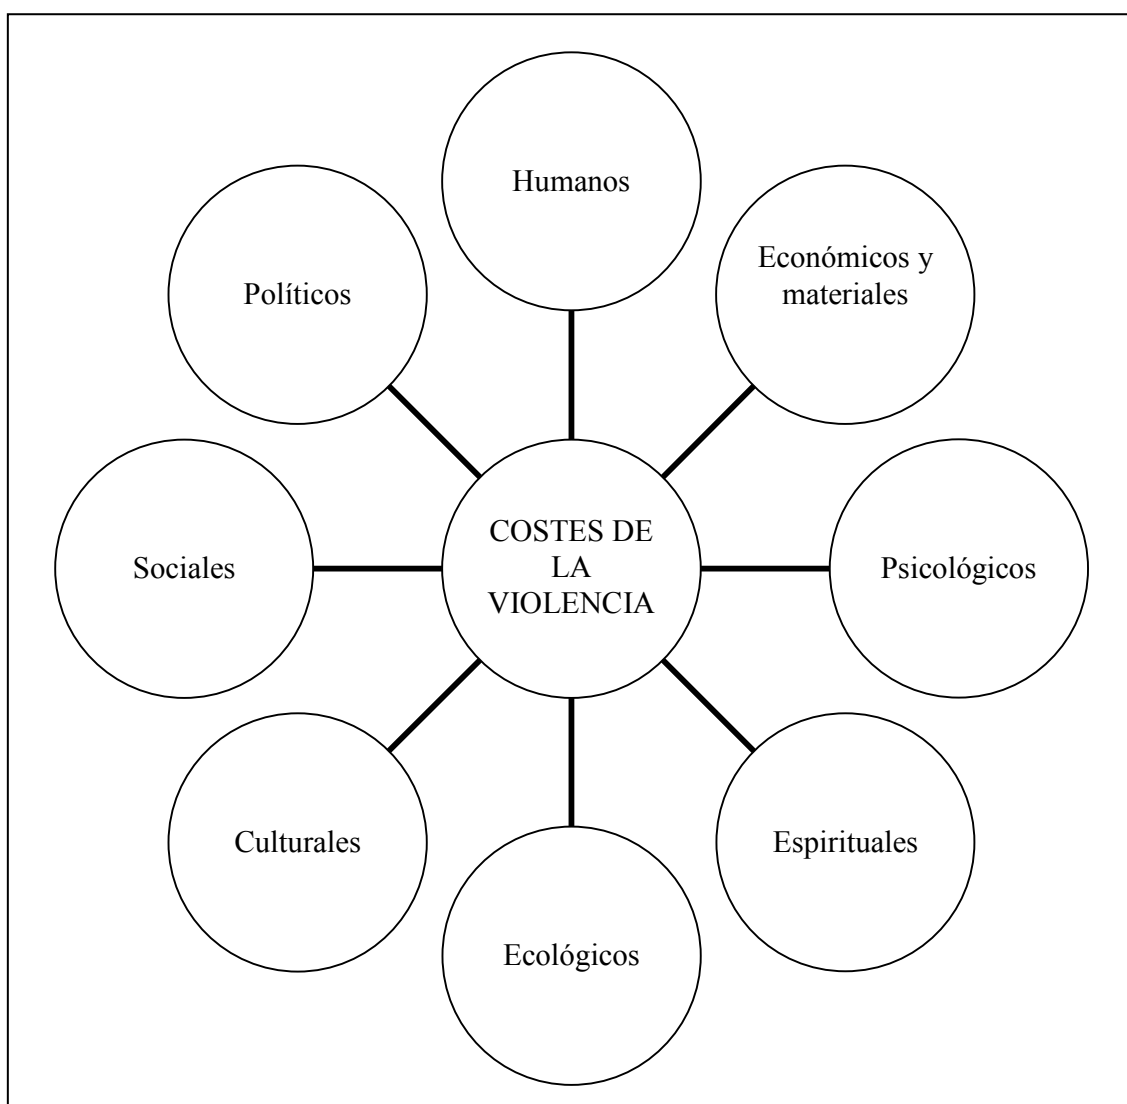 Humanos
Económicos y
materiales
Políticos
COSTES DE
LA
VIOLENCIA
Sociales
Psicológicos
Culturales
Espirituales
Ecológicos